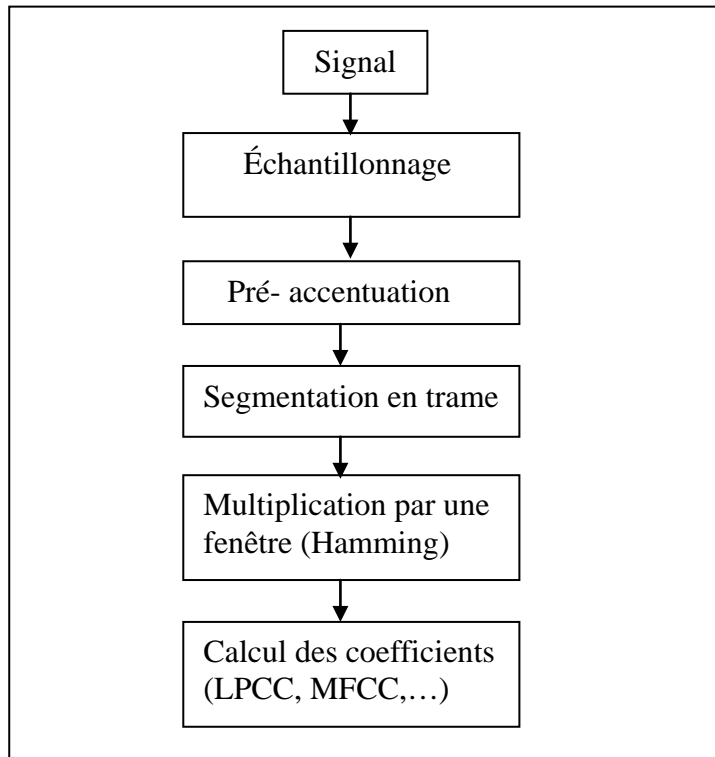 Signal
Échantillonnage
Pré- accentuation
Segmentation en trame
Multiplication par une
fenêtre (Hamming)
Calcul des coefficients
(LPCC, MFCC,…)